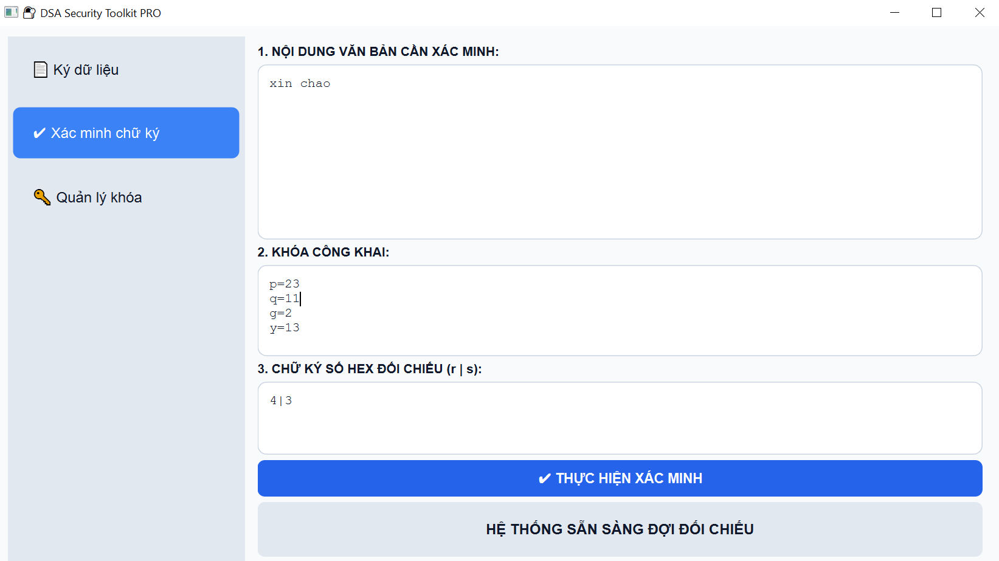 DSA Security Toolkit PRO
Ký dữ liệu
✔ Xác minh chữ ký
Quản lý khóa
1. NỘI DUNG VĂN BẢN CẦN XÁC MINH:
xin chao
2. KHÓA CÔNG KHAI:
p=23
q=11
g=2
y=13
3. CHỮ KÝ SỐ HEX ĐỐI CHIẾU (r | s):
4|3
✔ THỰC HIỆN XÁC MINH
HỆ THỐNG SẴN SÀNG ĐỢI ĐỐI CHIẾU